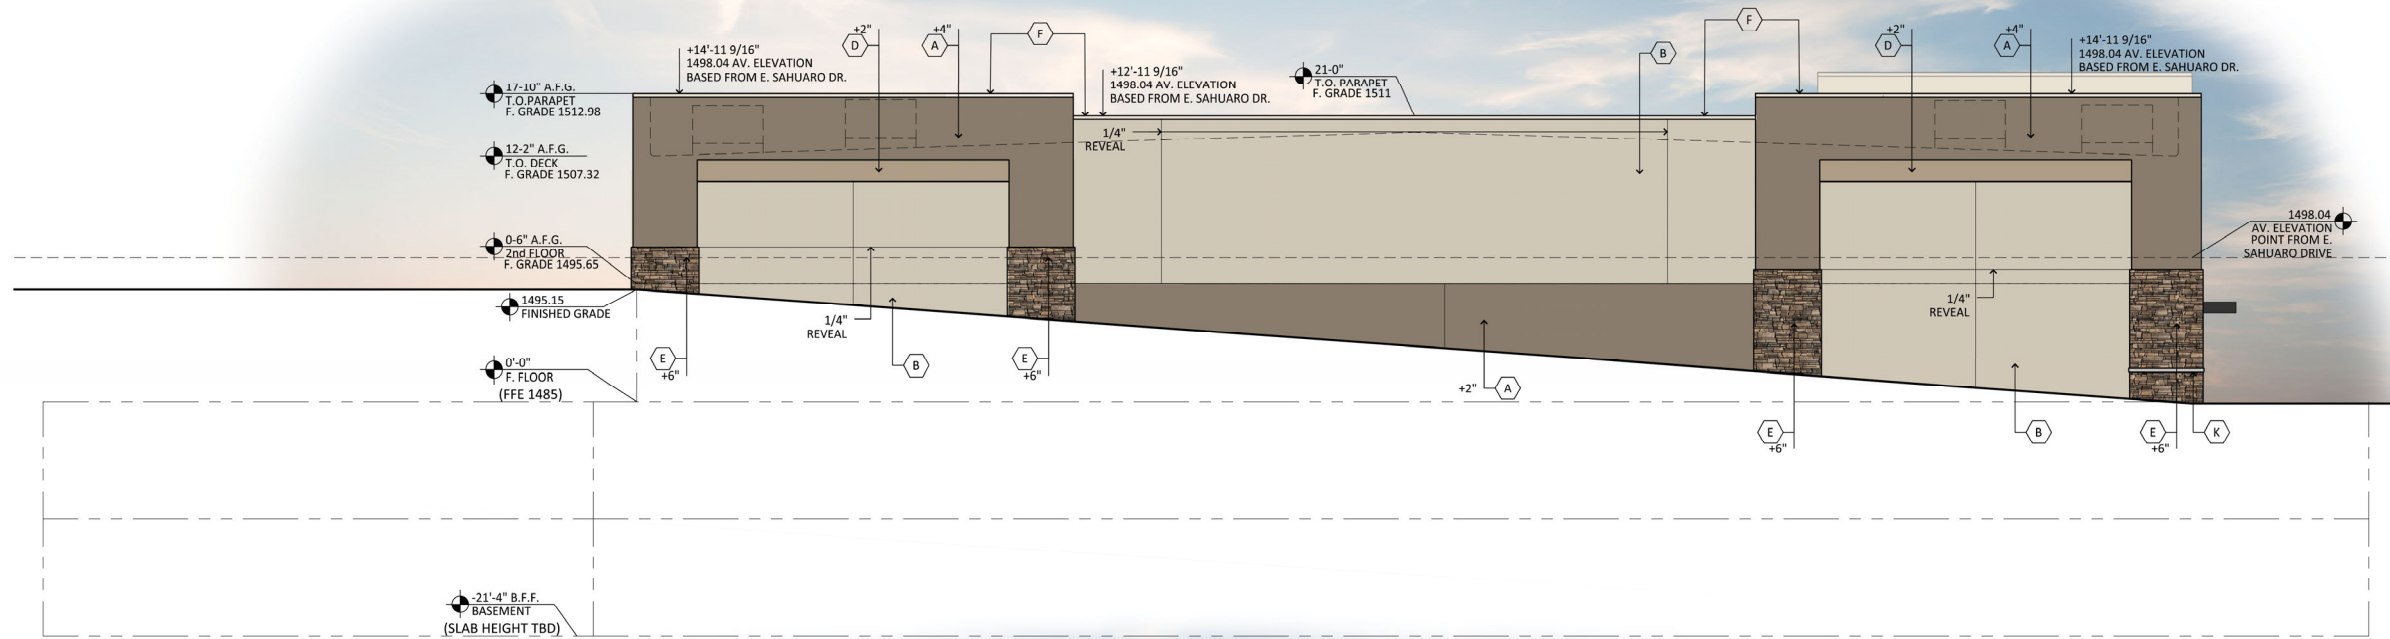 +2"
D
+4"
A
F
F
+2"
D
+4"
A
+14'-11 9/16"
1498.04 AV. ELEVATION
BASED FROM E. SAHUARO DR.
+14'-11 9/16"
1498.04 AV. ELEVATION
BASED FROM E. SAHUARO DR.
B
+12'-11 9/16"
1498.04 AV. ELEVATION
BASED FROM E. SAHUARO DR.
21-0"
T.O. PARAPET
F. GRADE 1511
17-10" A.F.G.
T.O.PARAPET
F. GRADE 1512.98
1/4"
REVEAL
12-2" A.F.G.
T.O. DECK
F. GRADE 1507.32
1498.04
AV. ELEVATION
POINT FROM E.
SAHUARO DRIVE
0-6" A.F.G.
2nd FLOOR
F. GRADE 1495.65
1495.15
FINISHED GRADE
1/4"
REVEAL
1/4"
REVEAL
0'-0"
F. FLOOR
(FFE 1485)
E
+6"
B
E
+6"
+2"
A
E
+6"
B
E
+6"
K
-21'-4" B.F.F.
BASEMENT
(SLAB HEIGHT TBD)